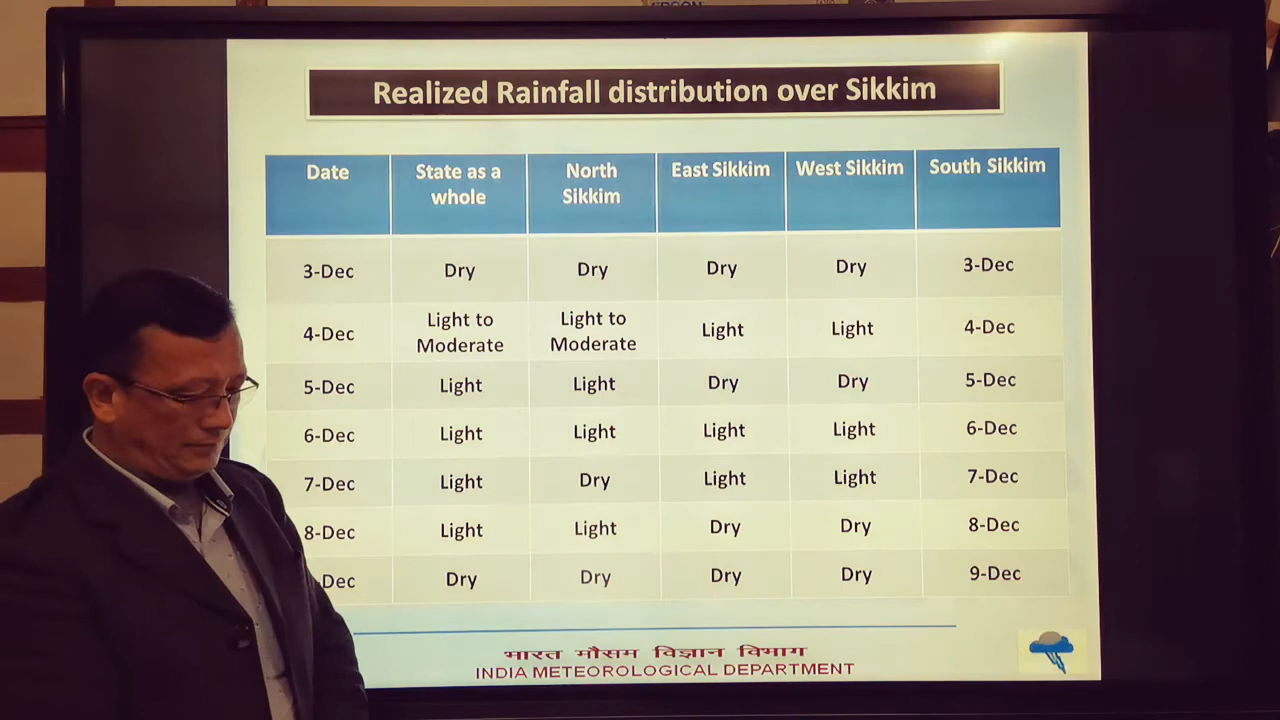 EPSON
Realized Rainfall distribution over Sikkim
Date State as a whole North Sikkim East Sikkim West Sikkim South Sikkim
3-Dec Dry Dry Dry Dry 3-Dec
4-Dec Light to Moderate Light to Moderate Light Light 4-Dec
5-Dec Light Light Dry Dry 5-Dec
6-Dec Light Light Light Light 6-Dec
7-Dec Light Dry Light Light 7-Dec
8-Dec Light Light Dry Dry 8-Dec
Dec Dry Dry Dry Dry 9-Dec
भारत मौसम विज्ञान विभाग
INDIA METEOROLOGICAL DEPARTMENT